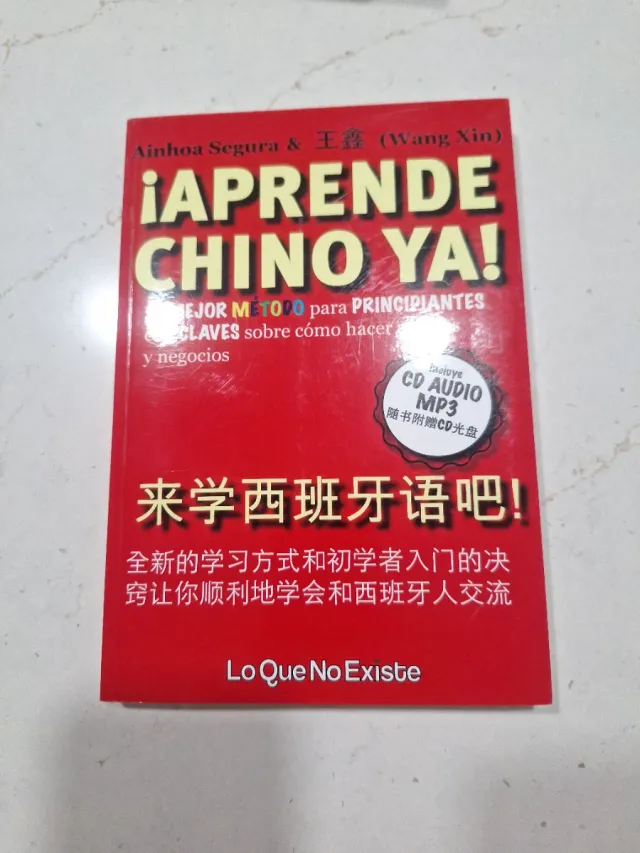 Ainhoa Segura & 王鑫 (Wang Xin)
¡APRENDE
CHINO YA!
MEJOR MÉTODO para PRINCIPIANTES
CLAVES sobre cómo hacer
y negocios
Incluye
CD AUDIO
MP3
随书附赠CD光盘
来学西班牙语吧!
全新的学习方式和初学者入门的决
窍让你顺利地学会和西班牙人交流
Lo Que No Existe